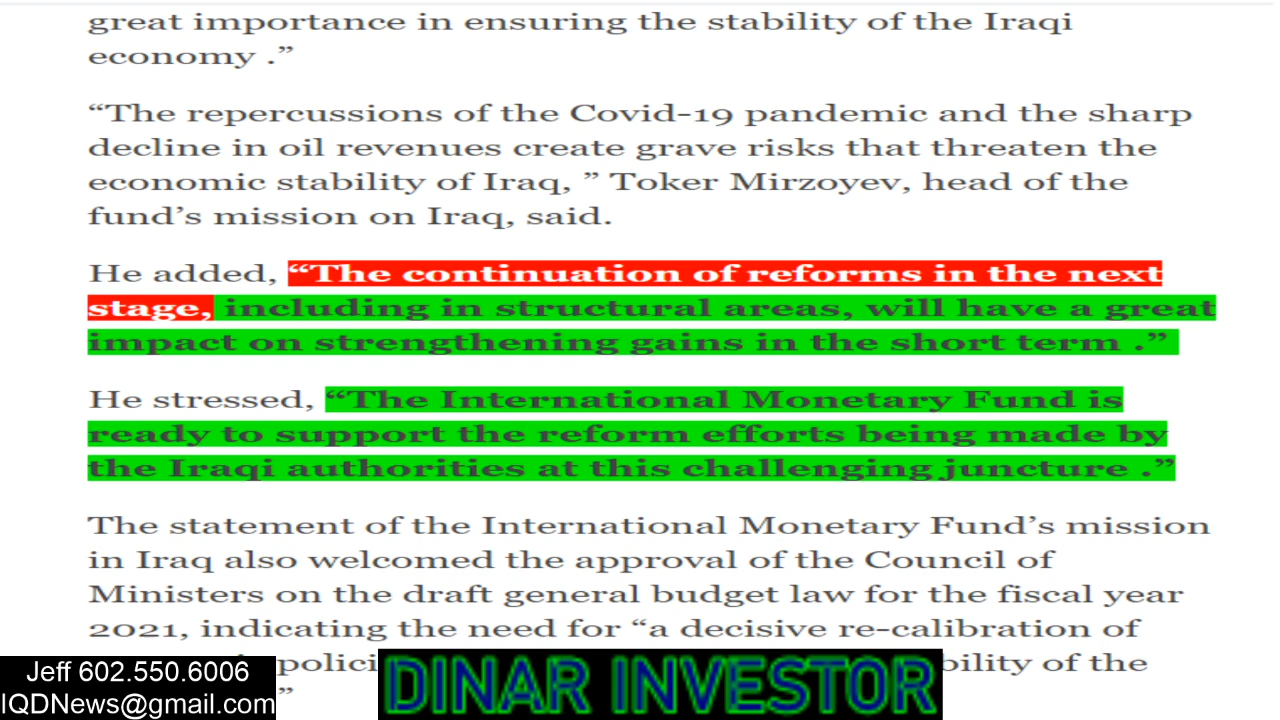 great importance in ensuring the stability of the Iraqi
economy .”
“The repercussions of the Covid-19 pandemic and the sharp
decline in oil revenues create grave risks that threaten the
economic stability of Iraq, ” Toker Mirzoyev, head of the
fund’s mission on Iraq, said.
He added, “The continuation of reforms in the next
stage, including in structural areas, will have a great
impact on strengthening gains in the short term .”
He stressed, “The International Monetary Fund is
ready to support the reform efforts being made by
the Iraqi authorities at this challenging juncture .”
The statement of the International Monetary Fund’s mission
in Iraq also welcomed the approval of the Council of
Ministers on the draft general budget law for the fiscal year
2021, indicating the need for “a decisive re-calibration of
of the
Jeff 602.550.6006
IQDNews@gmail.com
DINAR INVESTOR